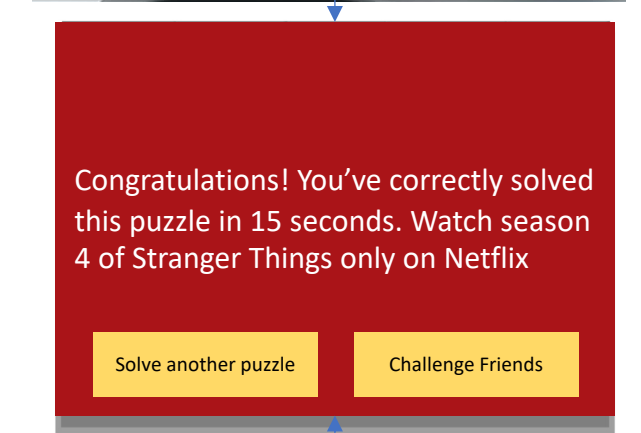 Congratulations! You’ve correctly solved
this puzzle in 15 seconds. Watch season
4 of Stranger Things only on Netflix
Solve another puzzle
Challenge Friends